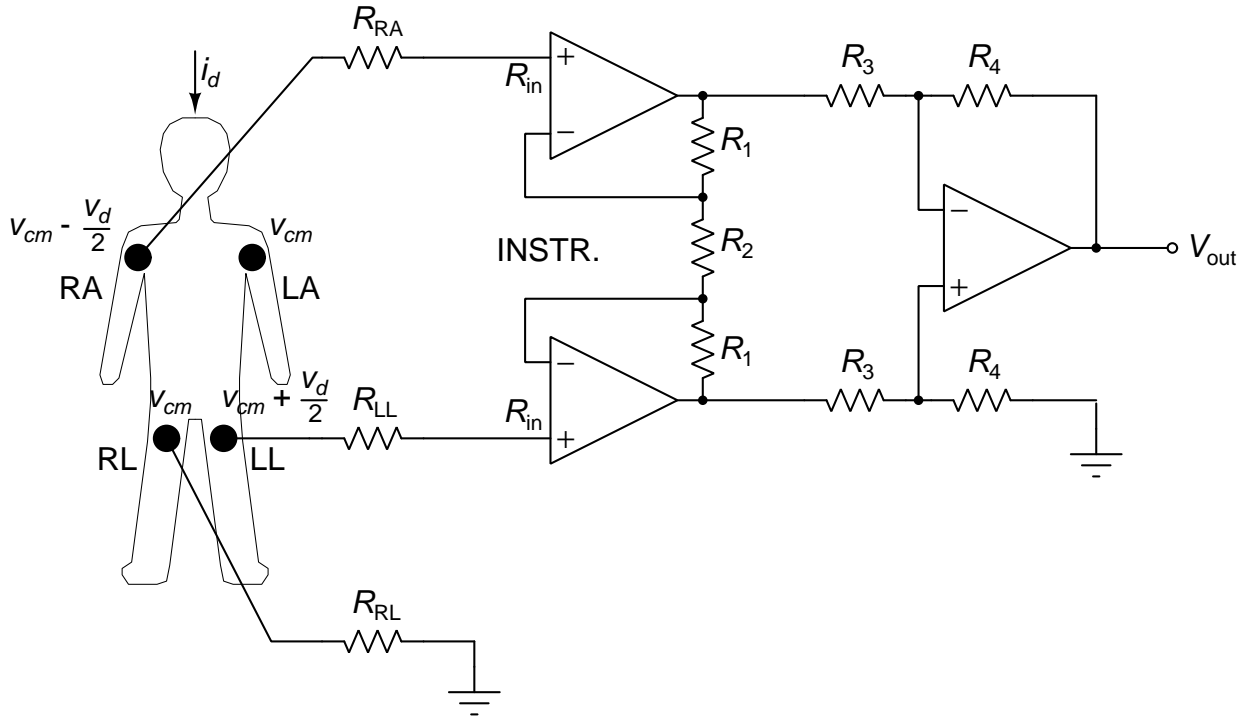 R_RA
R_3
R_4
i_d
R_in
+
−
R_1
v_cm - v_d/2
v_cm
−
R_2
V_out
INSTR.
RA
LA
+
−
R_1
R_3
R_4
v_cm
v_cm + v_d/2
R_LL
R_in
+
RL
LL
R_RL